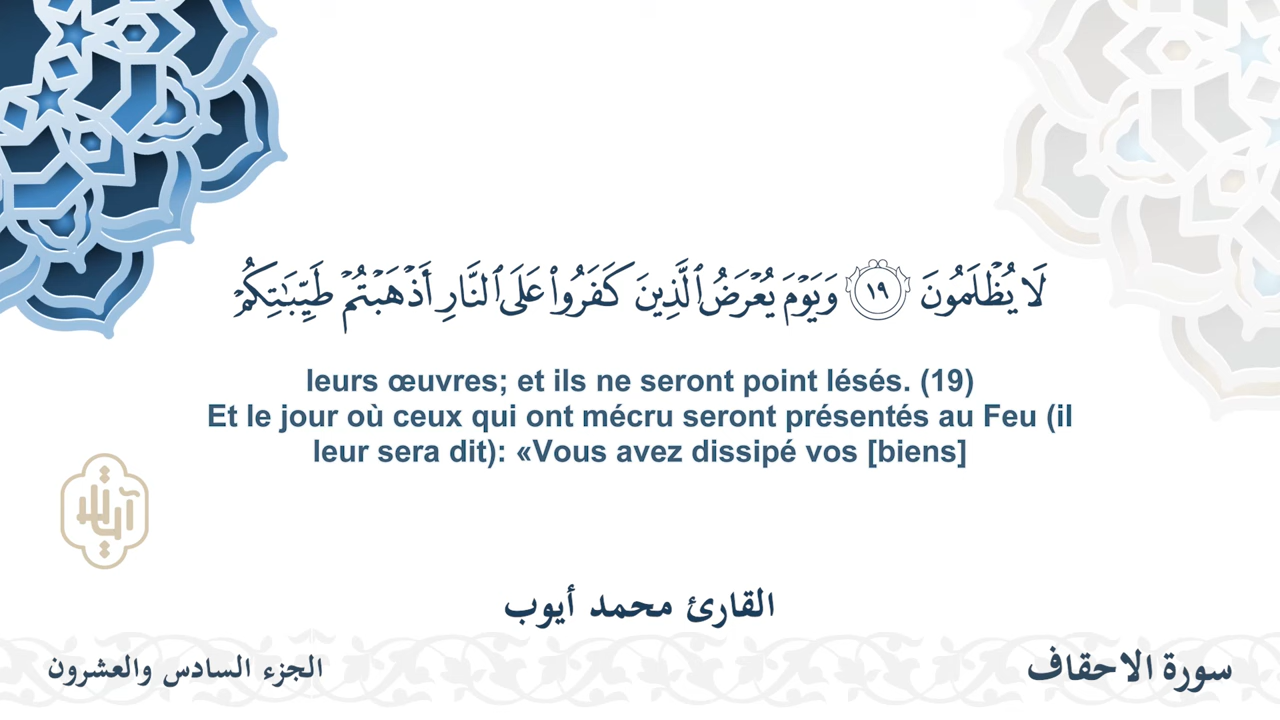 لَا يُظْلَمُونَ ١٩ وَيَوْمَ يُعْرَضُ ٱلَّذِينَ كَفَرُوا۟ عَلَى ٱلنَّارِ أَذْهَبْتُمْ طَيِّبَـٰتِكُمْ
leurs œuvres; et ils ne seront point lésés. (19)
Et le jour où ceux qui ont mécru seront présentés au Feu (il
leur sera dit): «Vous avez dissipé vos [biens]
آيات
القارئ محمد أيوب
سورة الاحقاف
الجزء السادس والعشرون